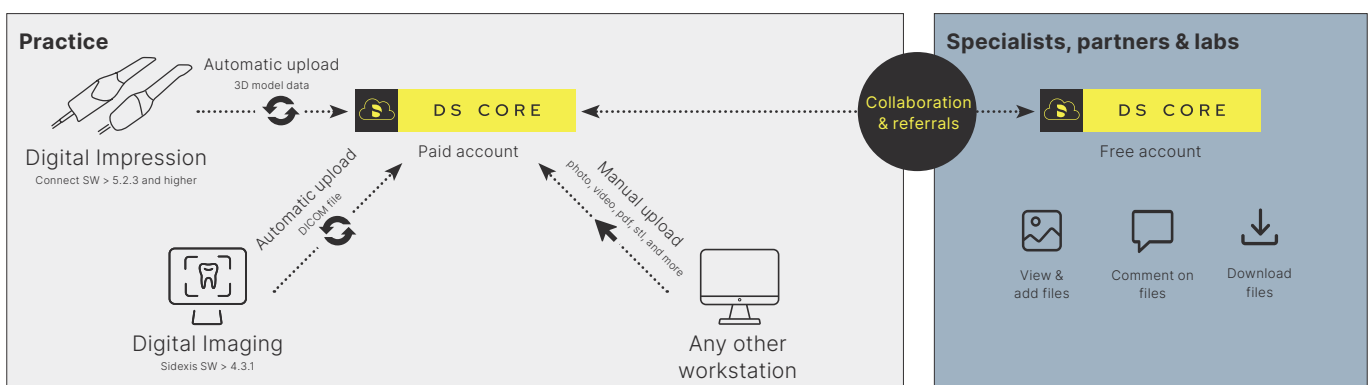 Practice
Automatic upload
3D model data
DS CORE
Paid account
Digital Impression
Connect SW > 5.2.3 and higher
Automatic upload
DICOM file
Manual upload
photo, video, pdf, stl, and more
Digital Imaging
Sidexis SW > 4.3.1
Any other
workstation
Collaboration
& referrals
Specialists, partners & labs
DS CORE
Free account
View &
add files
Comment on
files
Download
files